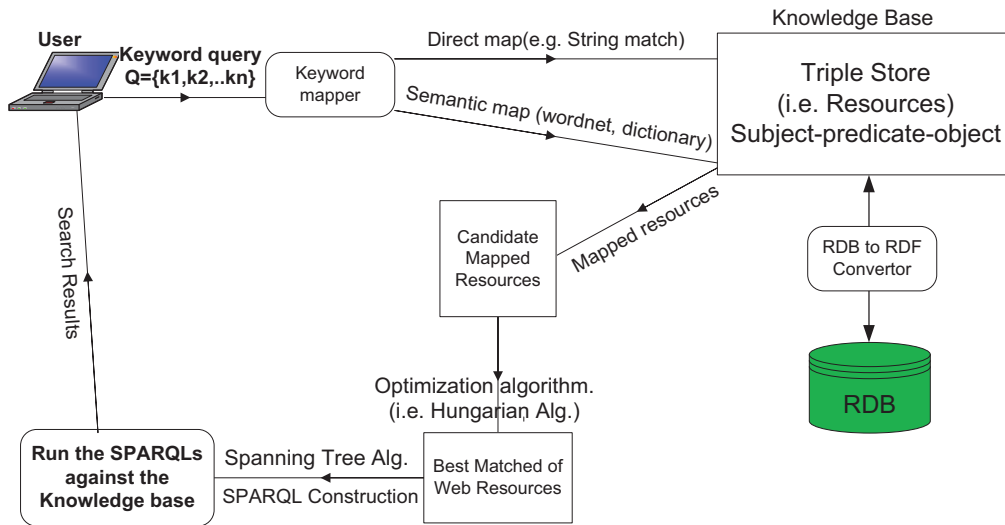 User
Keyword query
Q={k1,k2,..kn}
Keyword
mapper
Direct map(e.g. String match)
Semantic map (wordnet, dictionary)
Knowledge Base
Triple Store
(i.e. Resources)
Subject-predicate-object
Mapped resources
Candidate
Mapped
Resources
RDB to RDF
Convertor
RDB
Optimization algorithm.
(i.e. Hungarian Alg.)
Best Matched of
Web Resources
Spanning Tree Alg.
SPARQL Construction
Run the SPARQLs
against the
Knowledge base
Search Results